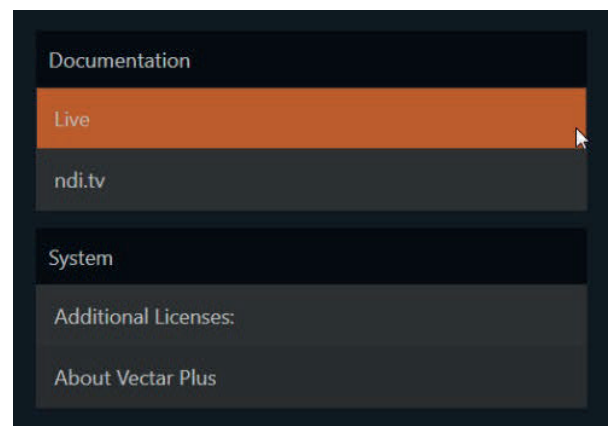 Documentation
Live
ndi.tv
System
Additional Licenses:
About Vectar Plus